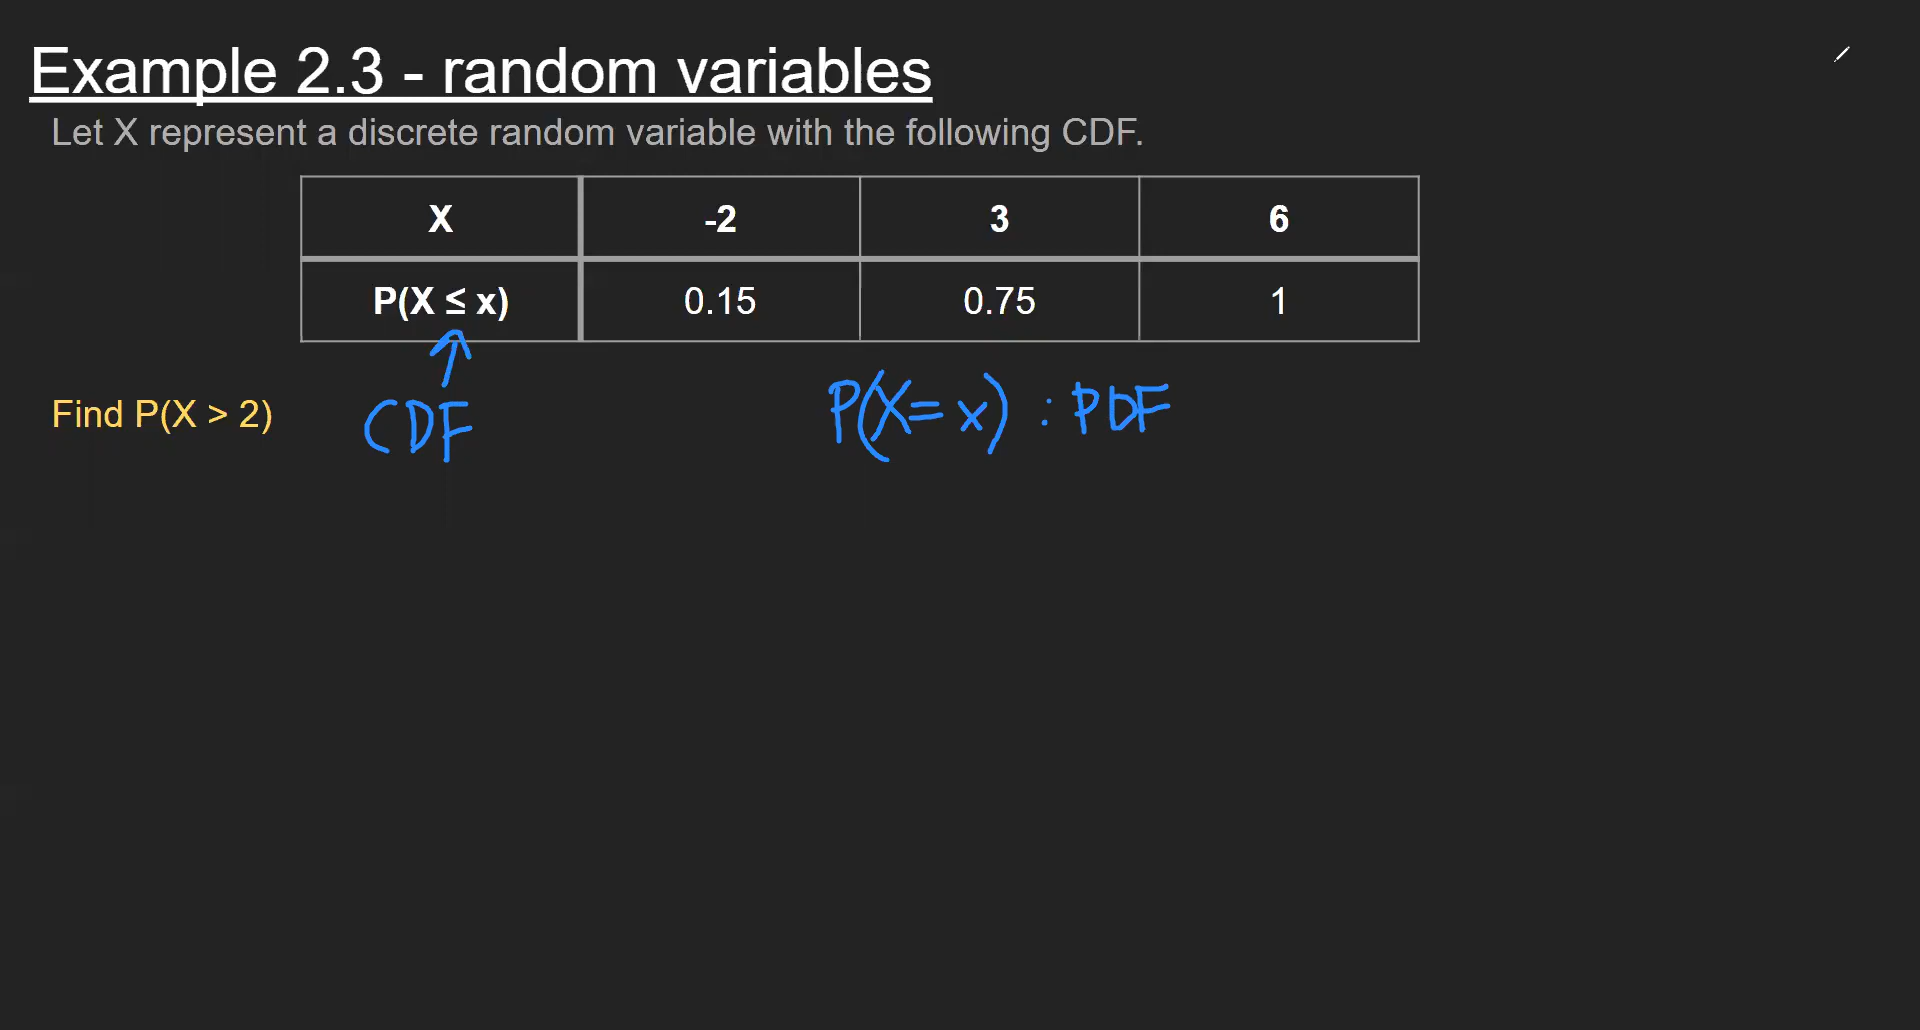 Example 2.3 - random variables
Let X represent a discrete random variable with the following CDF.
X -2 3 6
P(X ≤ x) 0.15 0.75 1
Find P(X > 2) CDF P(X = x) : PDF